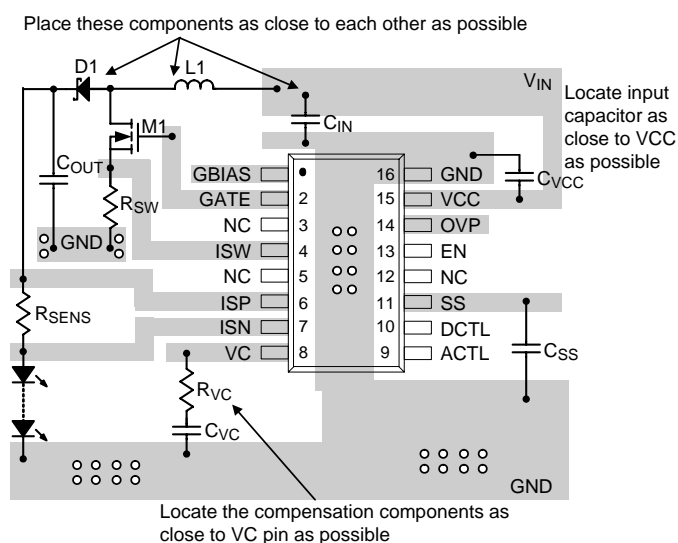 Place these components as close to each other as possible
D1
L1
VIN
Locate input
capacitor as
close to VCC
as possible
M1
CIN
COUT
CVCC
GBIAS
16 GND
GATE 2
15 VCC
RSW
NC 3
14 OVP
GND
ISW 4
13 EN
NC 5
12 NC
ISP 6
11 SS
RSENS
ISN 7
10 DCTL
VC 8
9 ACTL
CSS
RVC
CVC
GND
Locate the compensation components as
close to VC pin as possible